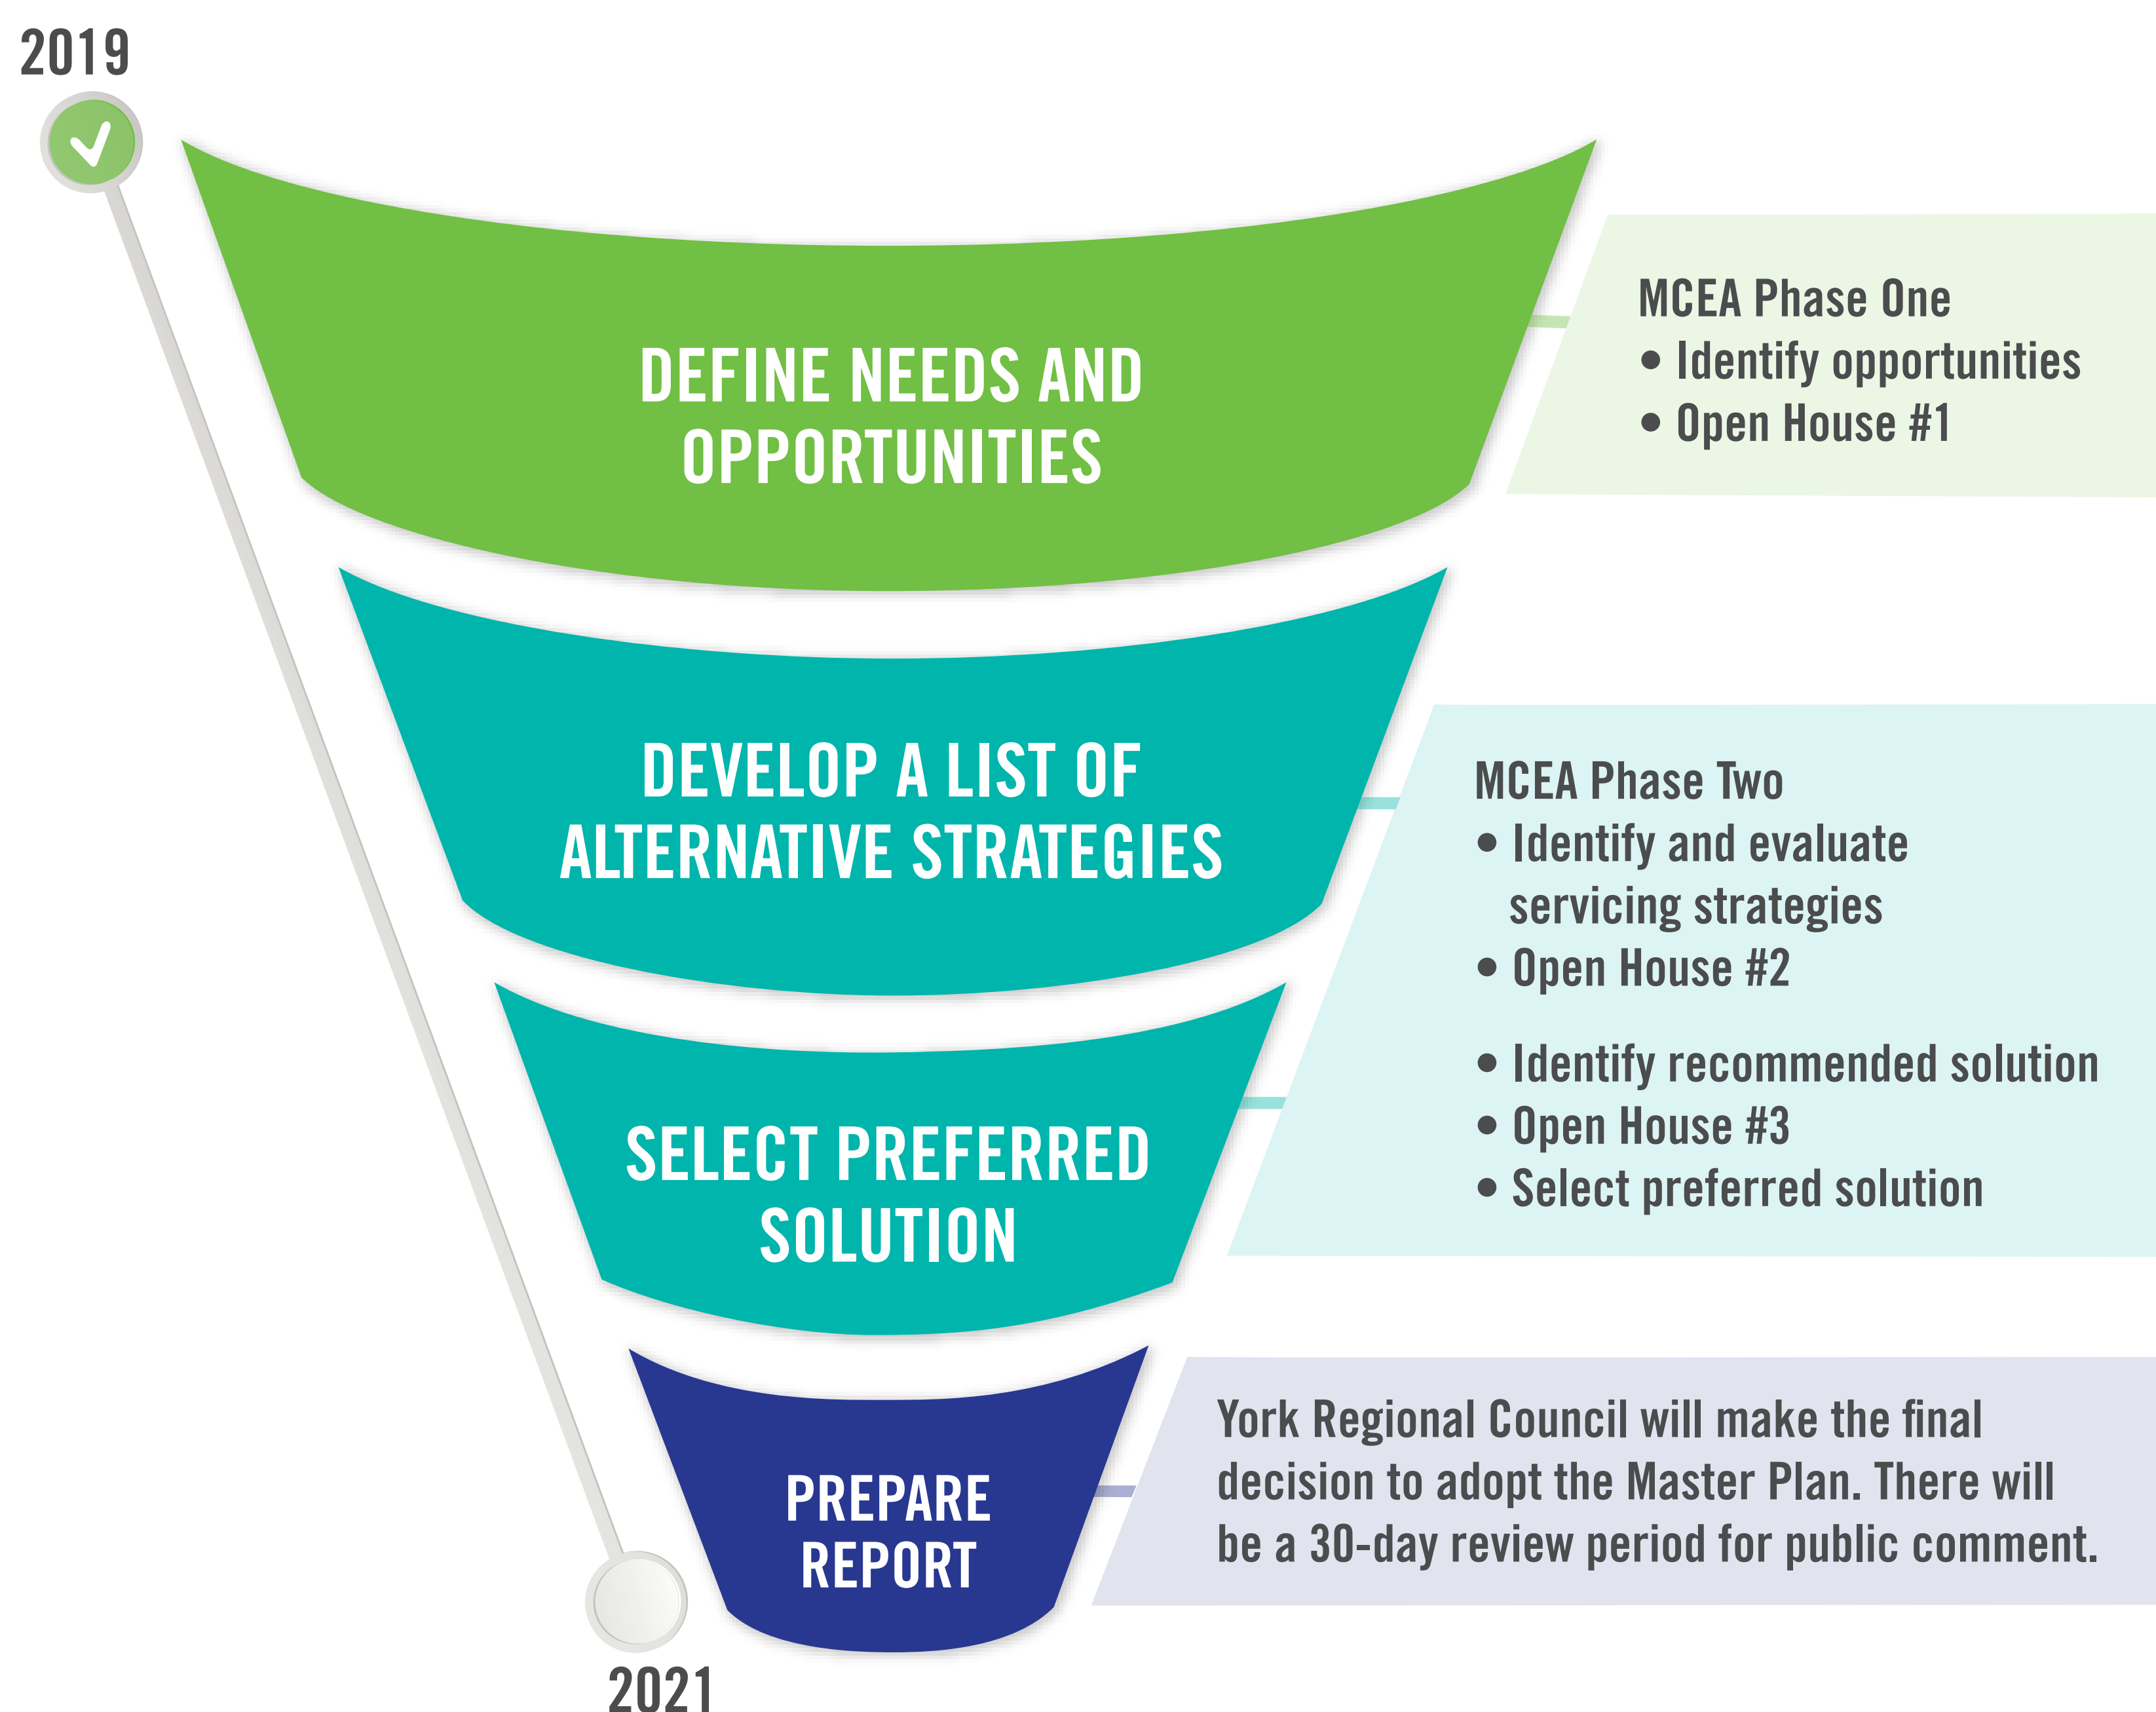 2019
DEFINE NEEDS AND
OPPORTUNITIES
MCEA Phase One
• Identify opportunities
• Open House #1
DEVELOP A LIST OF
ALTERNATIVE STRATEGIES
MCEA Phase Two
• Identify and evaluate
servicing strategies
• Open House #2
SELECT PREFERRED
SOLUTION
• Identify recommended solution
• Open House #3
• Select preferred solution
PREPARE
REPORT
York Regional Council will make the final
decision to adopt the Master Plan. There will
be a 30-day review period for public comment.
2021